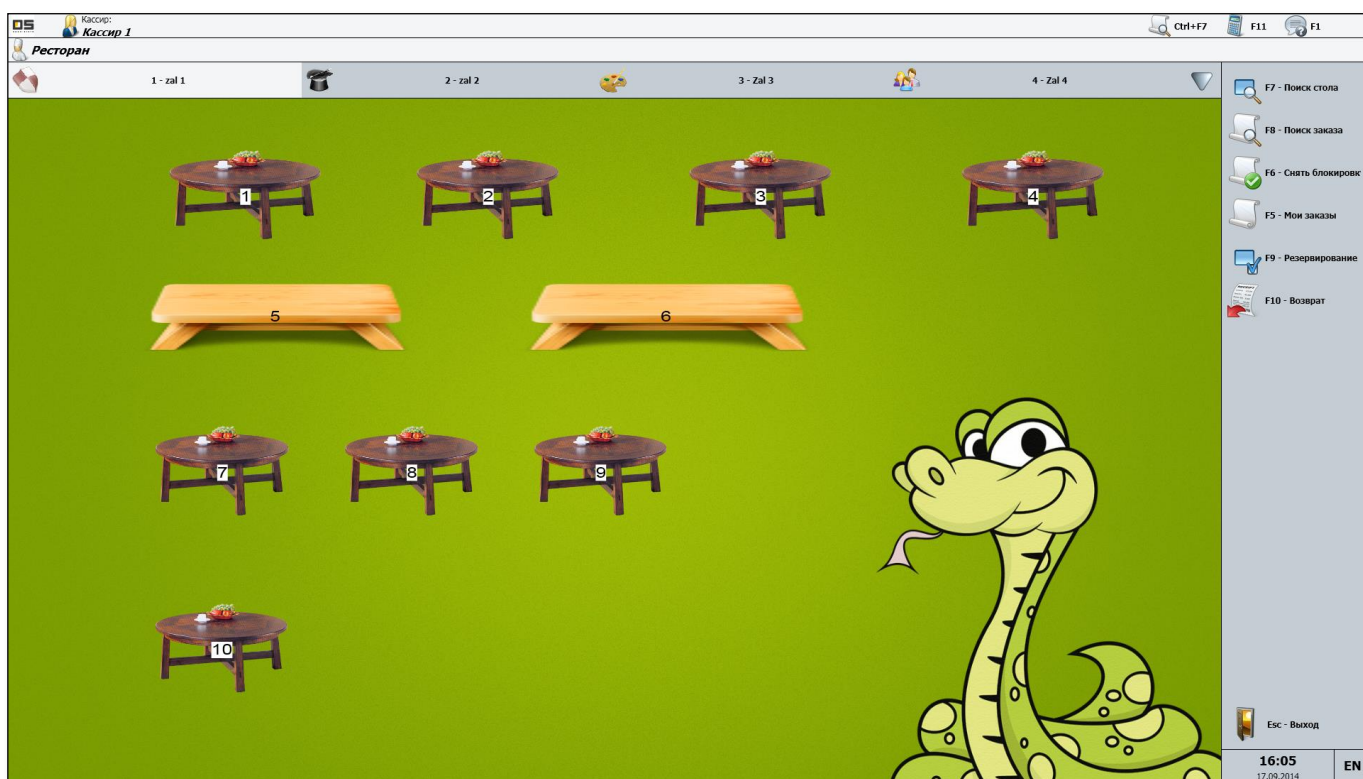 DS
Кассир:
Кассир 1
Ctrl+F7
F11
F1
Ресторан
1 - zal 1
2 - zal 2
3 - Zal 3
4 - Zal 4
F7 - Поиск стола
F8 - Поиск заказа
F6 - Снять блокировк
F5 - Мои заказы
F9 - Резервирование
F10 - Возврат
1
2
3
4
5
6
7
8
9
10
Esc - Выход
16:05
17.09.2014
EN